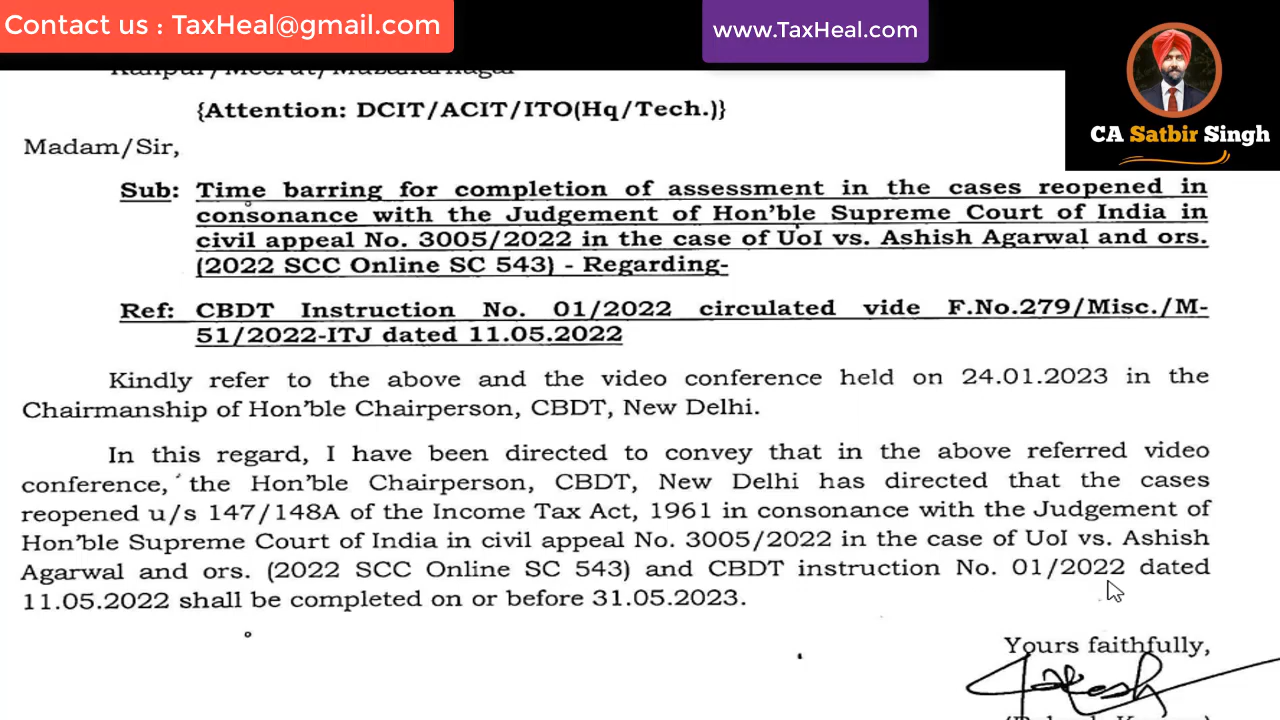 Contact us : TaxHeal@gmail.com
www.TaxHeal.com
CA Satbir Singh
Kanpur/Meerut/Muzaffarnagar
{Attention: DCIT/ACIT/ITO(Hq/Tech.)}
Madam/Sir,
Sub: Time barring for completion of assessment in the cases reopened in
consonance with the Judgement of Hon'ble Supreme Court of India in
civil appeal No. 3005/2022 in the case of UoI vs. Ashish Agarwal and ors.
(2022 SCC Online SC 543) - Regarding-
Ref: CBDT Instruction No. 01/2022 circulated vide F.No.279/Misc./M-
51/2022-ITJ dated 11.05.2022
Kindly refer to the above and the video conference held on 24.01.2023 in the
Chairmanship of Hon'ble Chairperson, CBDT, New Delhi.
In this regard, I have been directed to convey that in the above referred video
conference, the Hon'ble Chairperson, CBDT, New Delhi has directed that the cases
reopened u/s 147/148A of the Income Tax Act, 1961 in consonance with the Judgement of
Hon'ble Supreme Court of India in civil appeal No. 3005/2022 in the case of UoI vs. Ashish
Agarwal and ors. (2022 SCC Online SC 543) and CBDT instruction No. 01/2022 dated
11.05.2022 shall be completed on or before 31.05.2023.
Yours faithfully,